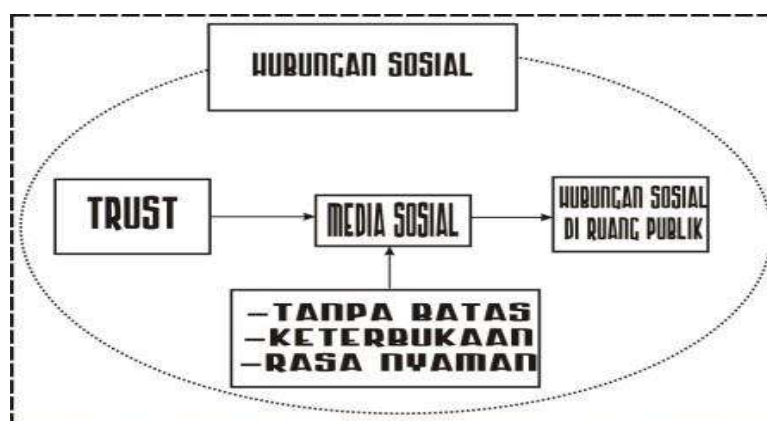 HUBUNGAN SOSIAL
TRUST
MEDIA SOSIAL
HUBUNGAN SOSIAL
DI RUANG PUBLIK
–TANPA BATAS
–KETERBUKAAN
–RASA NYAMAN